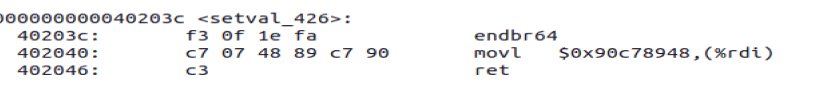 000000000040203c <setval_426>:
40203c: f3 0f 1e fa endbr64
402040: c7 07 48 89 c7 90 movl $0x90c78948,(%rdi)
402046: c3 ret